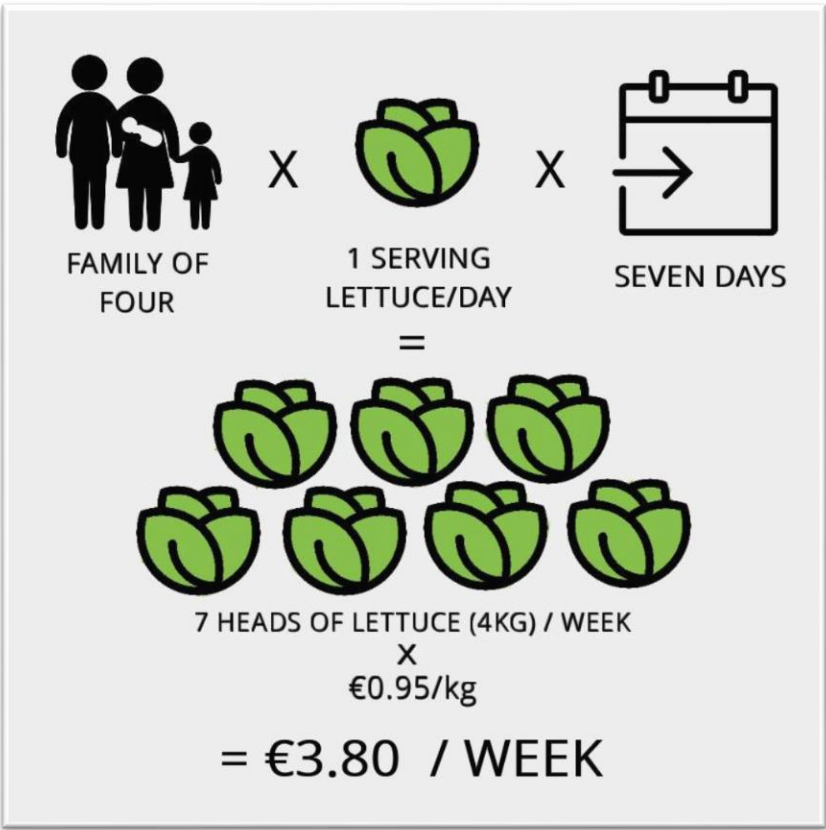 X
X
FAMILY OF
FOUR
1 SERVING
LETTUCE/DAY
SEVEN DAYS
=
7 HEADS OF LETTUCE (4KG) / WEEK
X
€0.95/kg
= €3.80 / WEEK